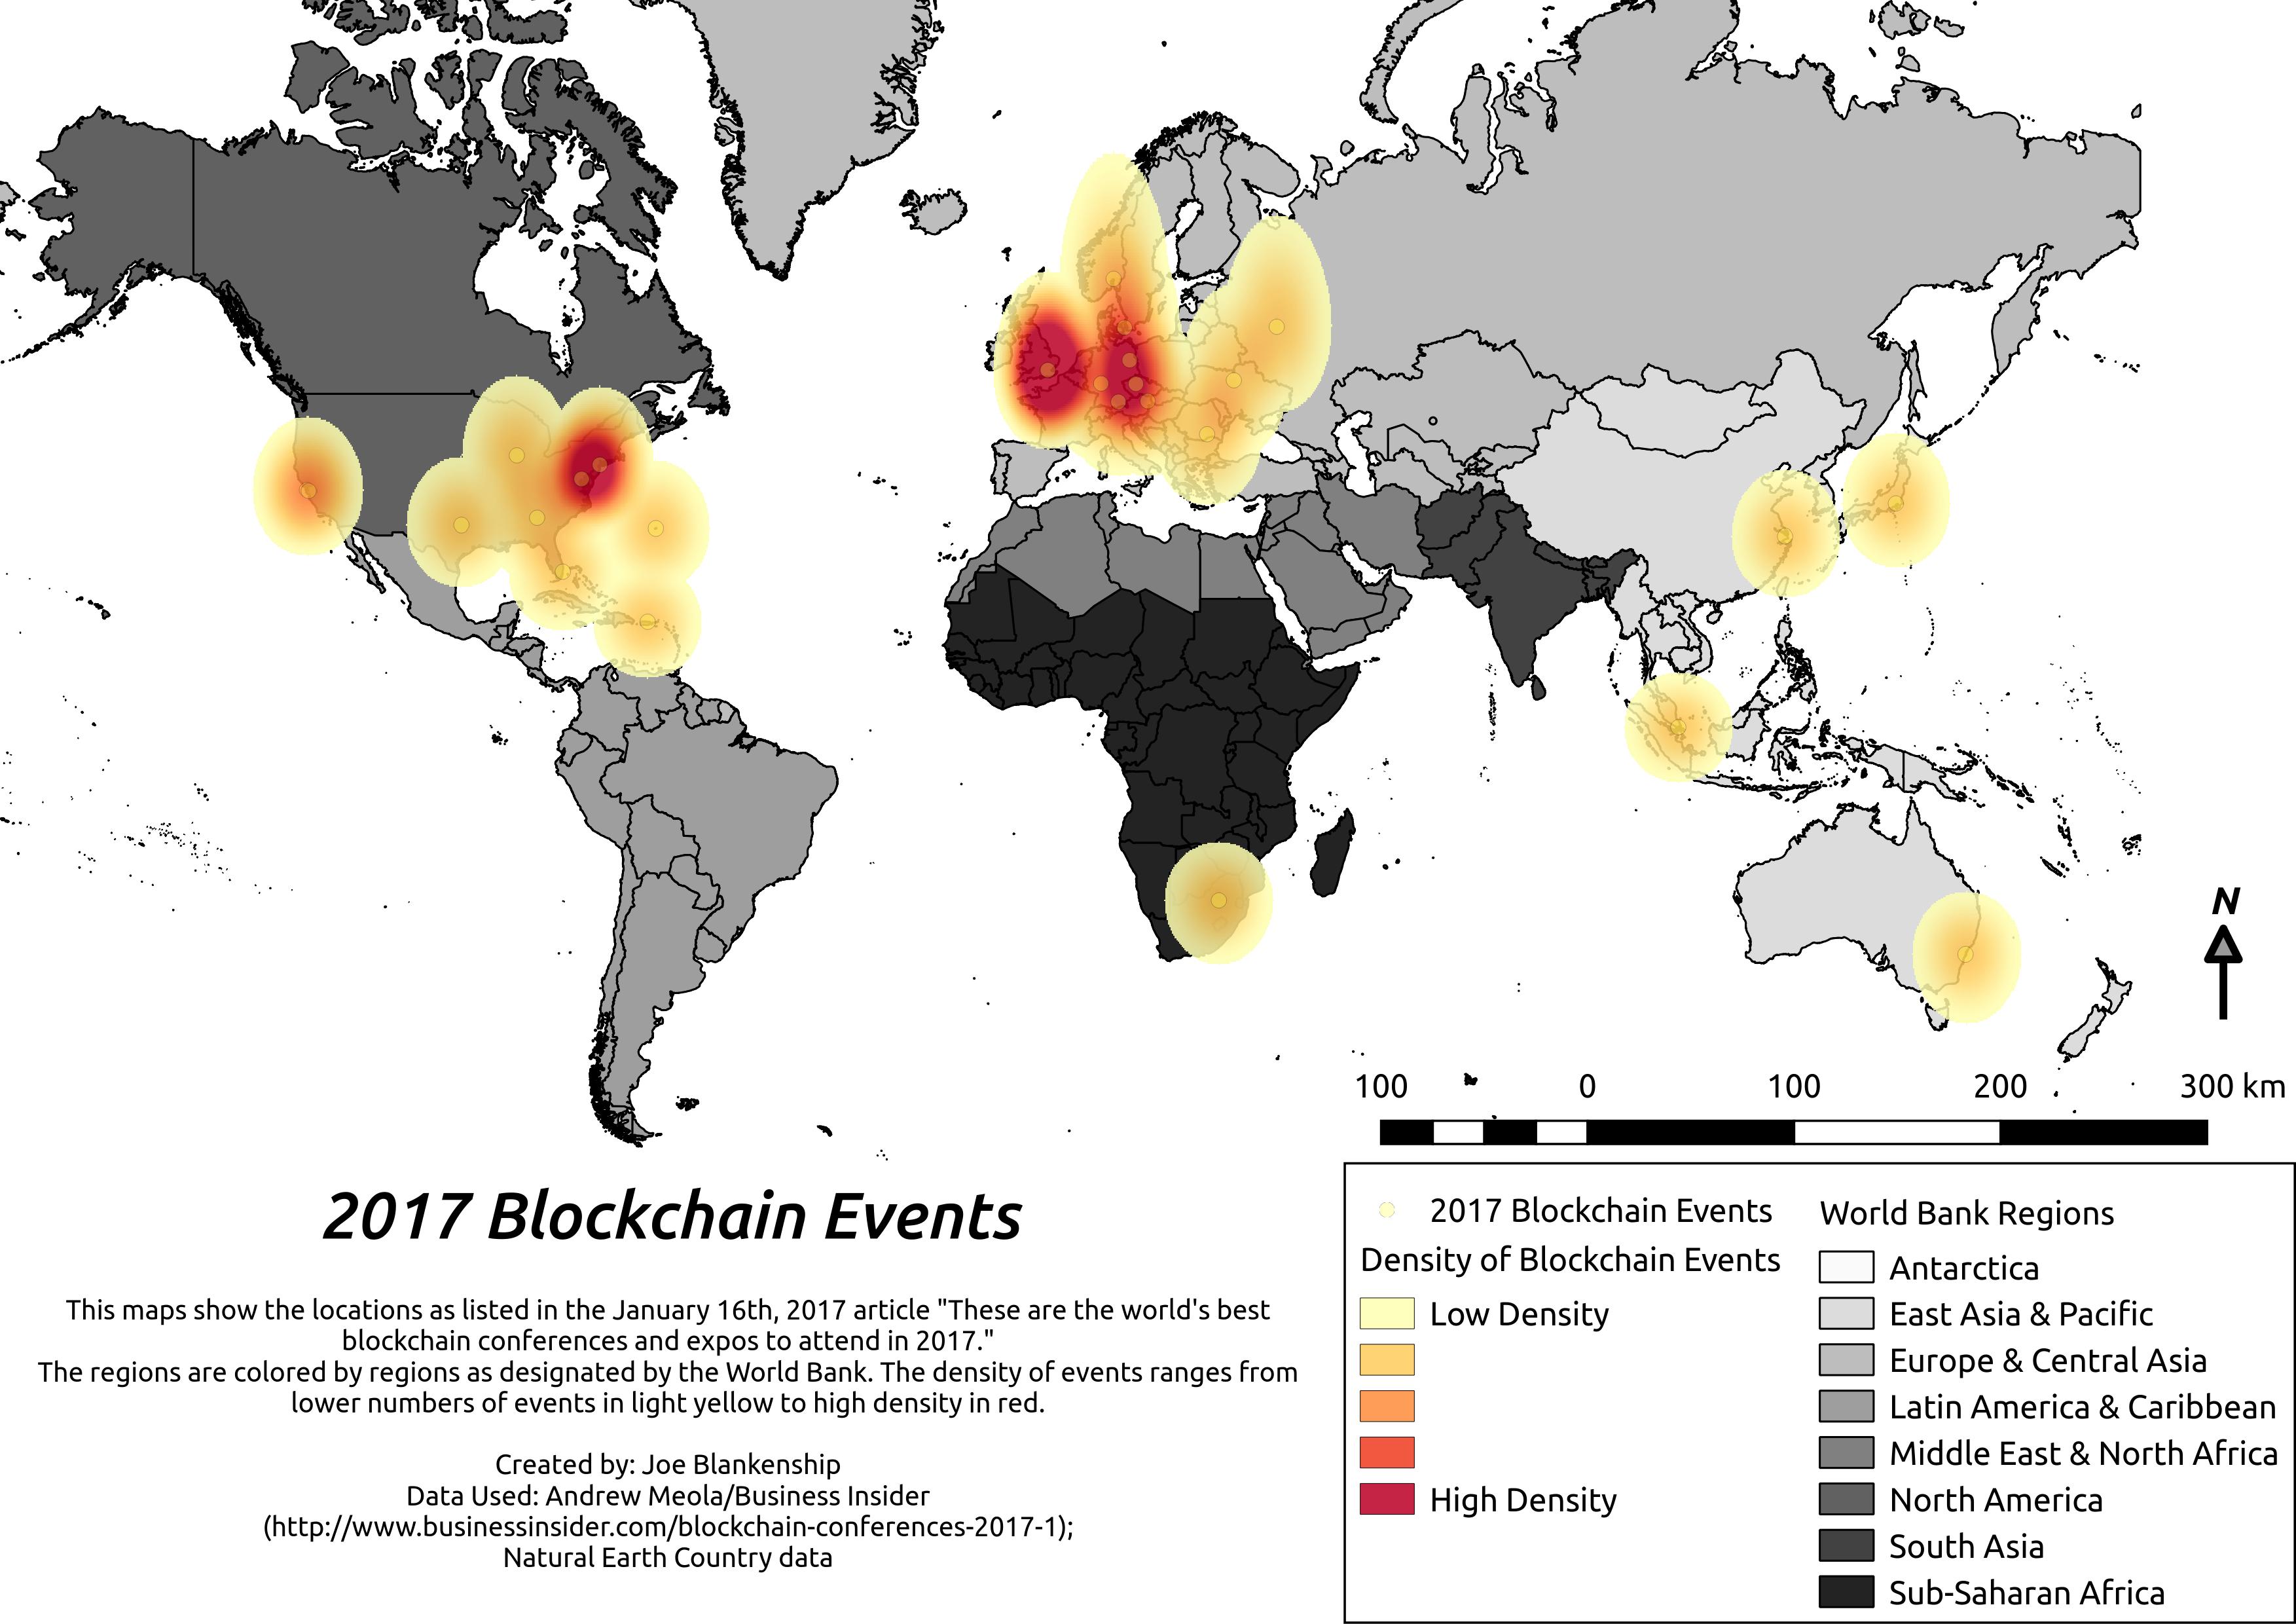 N
100 0 100 200 300 km
2017 Blockchain Events
This maps show the locations as listed in the January 16th, 2017 article "These are the world's best
blockchain conferences and expos to attend in 2017."
The regions are colored by regions as designated by the World Bank. The density of events ranges from
lower numbers of events in light yellow to high density in red.
Created by: Joe Blankenship
Data Used: Andrew Meola/Business Insider
(http://www.businessinsider.com/blockchain-conferences-2017-1);
Natural Earth Country data
2017 Blockchain Events
Density of Blockchain Events
Low Density
High Density
World Bank Regions
Antarctica
East Asia & Pacific
Europe & Central Asia
Latin America & Caribbean
Middle East & North Africa
North America
South Asia
Sub-Saharan Africa